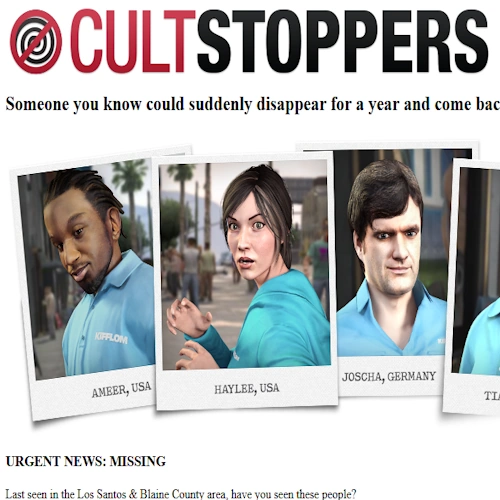 CULTSTOPPERS
Someone you know could suddenly disappear for a year and come bac
KIFFLOM
AMEER, USA
HAYLEE, USA
JOSCHA, GERMANY
TIA
URGENT NEWS: MISSING
Last seen in the Los Santos & Blaine County area, have you seen these people?